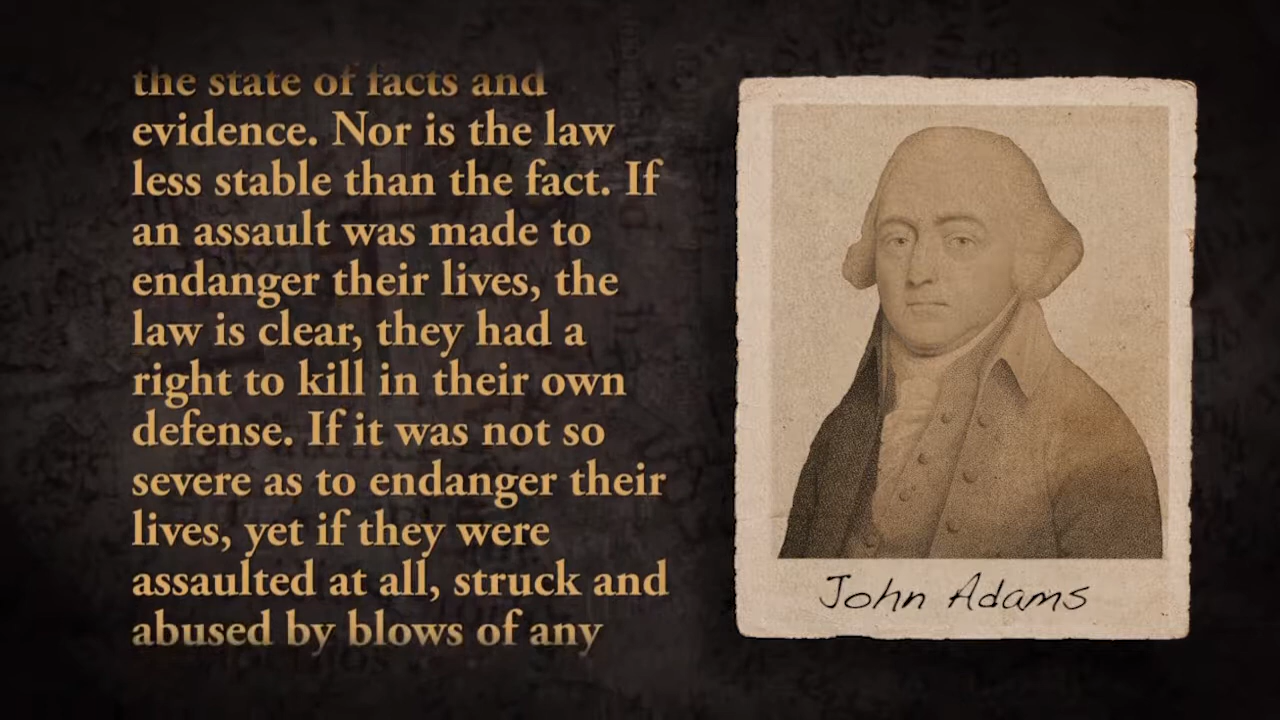 the state of facts and
evidence. Nor is the law
less stable than the fact. If
an assault was made to
endanger their lives, the
law is clear, they had a
right to kill in their own
defense. If it was not so
severe as to endanger their
lives, yet if they were
assaulted at all, struck and
abused by blows of any
John Adams